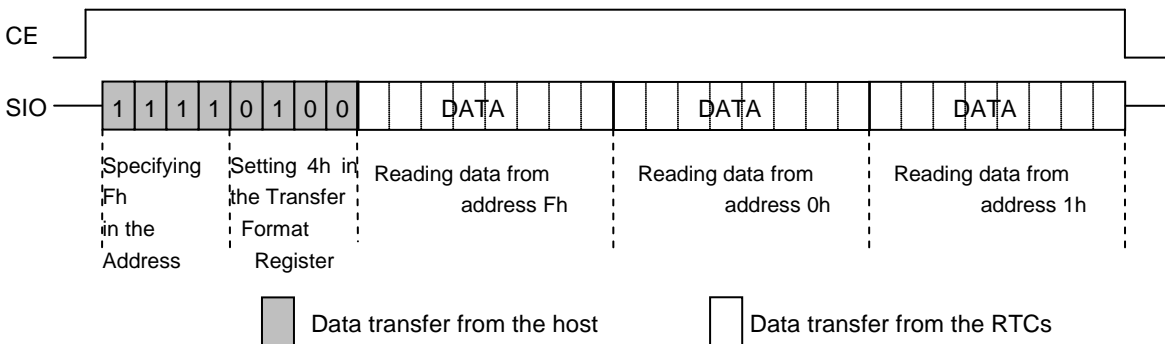 CE
SIO 1 1 1 1 0 1 0 0 DATA DATA DATA
Specifying
Fh
in the
Address
Setting 4h in
the Transfer
Format
Register
Reading data from
address Fh
Reading data from
address 0h
Reading data from
address 1h
Data transfer from the host
Data transfer from the RTCs